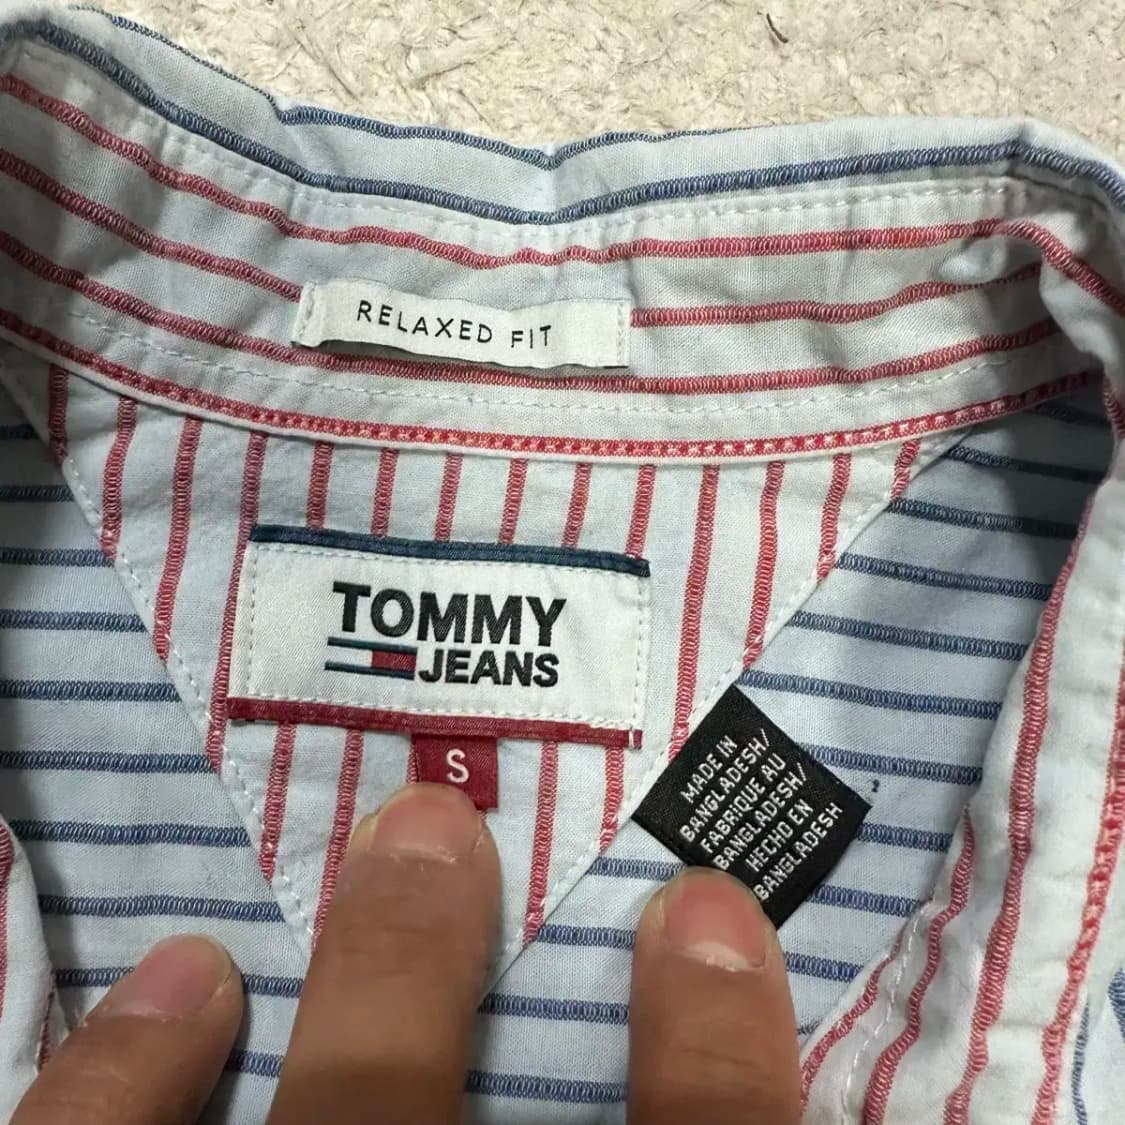 RELAXED FIT
TOMMY
JEANS
S
MADE IN
BANGLADESH/
FABRIQUE AU
BANGLADESH/
HECHO EN
BANGLADESH